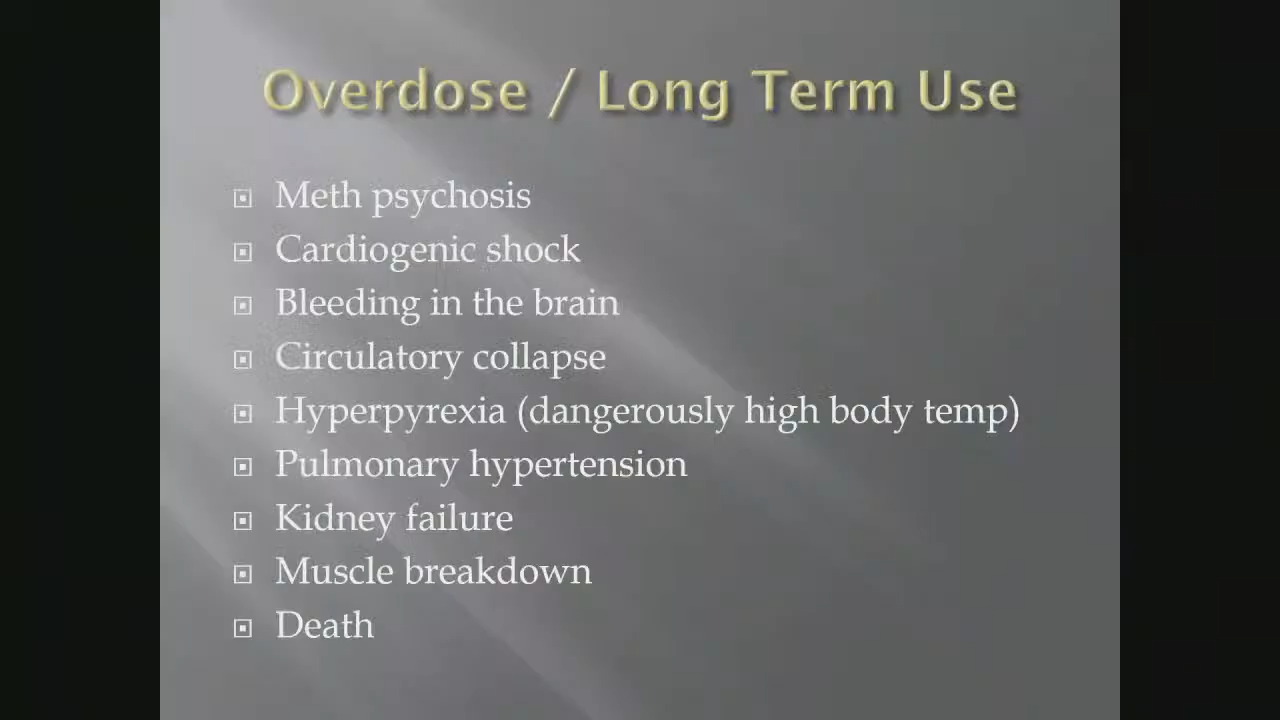 Overdose / Long Term Use
Meth psychosis
Cardiogenic shock
Bleeding in the brain
Circulatory collapse
Hyperpyrexia (dangerously high body temp)
Pulmonary hypertension
Kidney failure
Muscle breakdown
Death